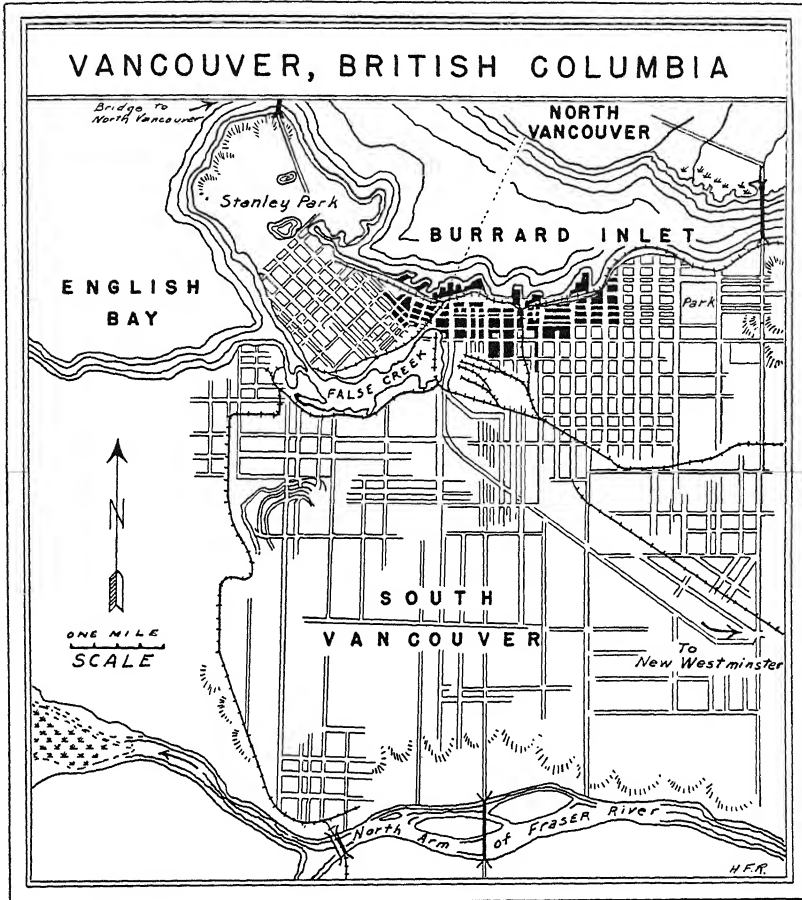 VANCOUVER, BRITISH COLUMBIA
Bridge to
North Vancouver
NORTH
VANCOUVER
Stanley Park
BURRARD INLET
ENGLISH
BAY
Park
FALSE CREEK
N
SOUTH
VANCOUVER
ONE MILE
SCALE
To
New Westminster
North Arm of Fraser River
H.F.R.